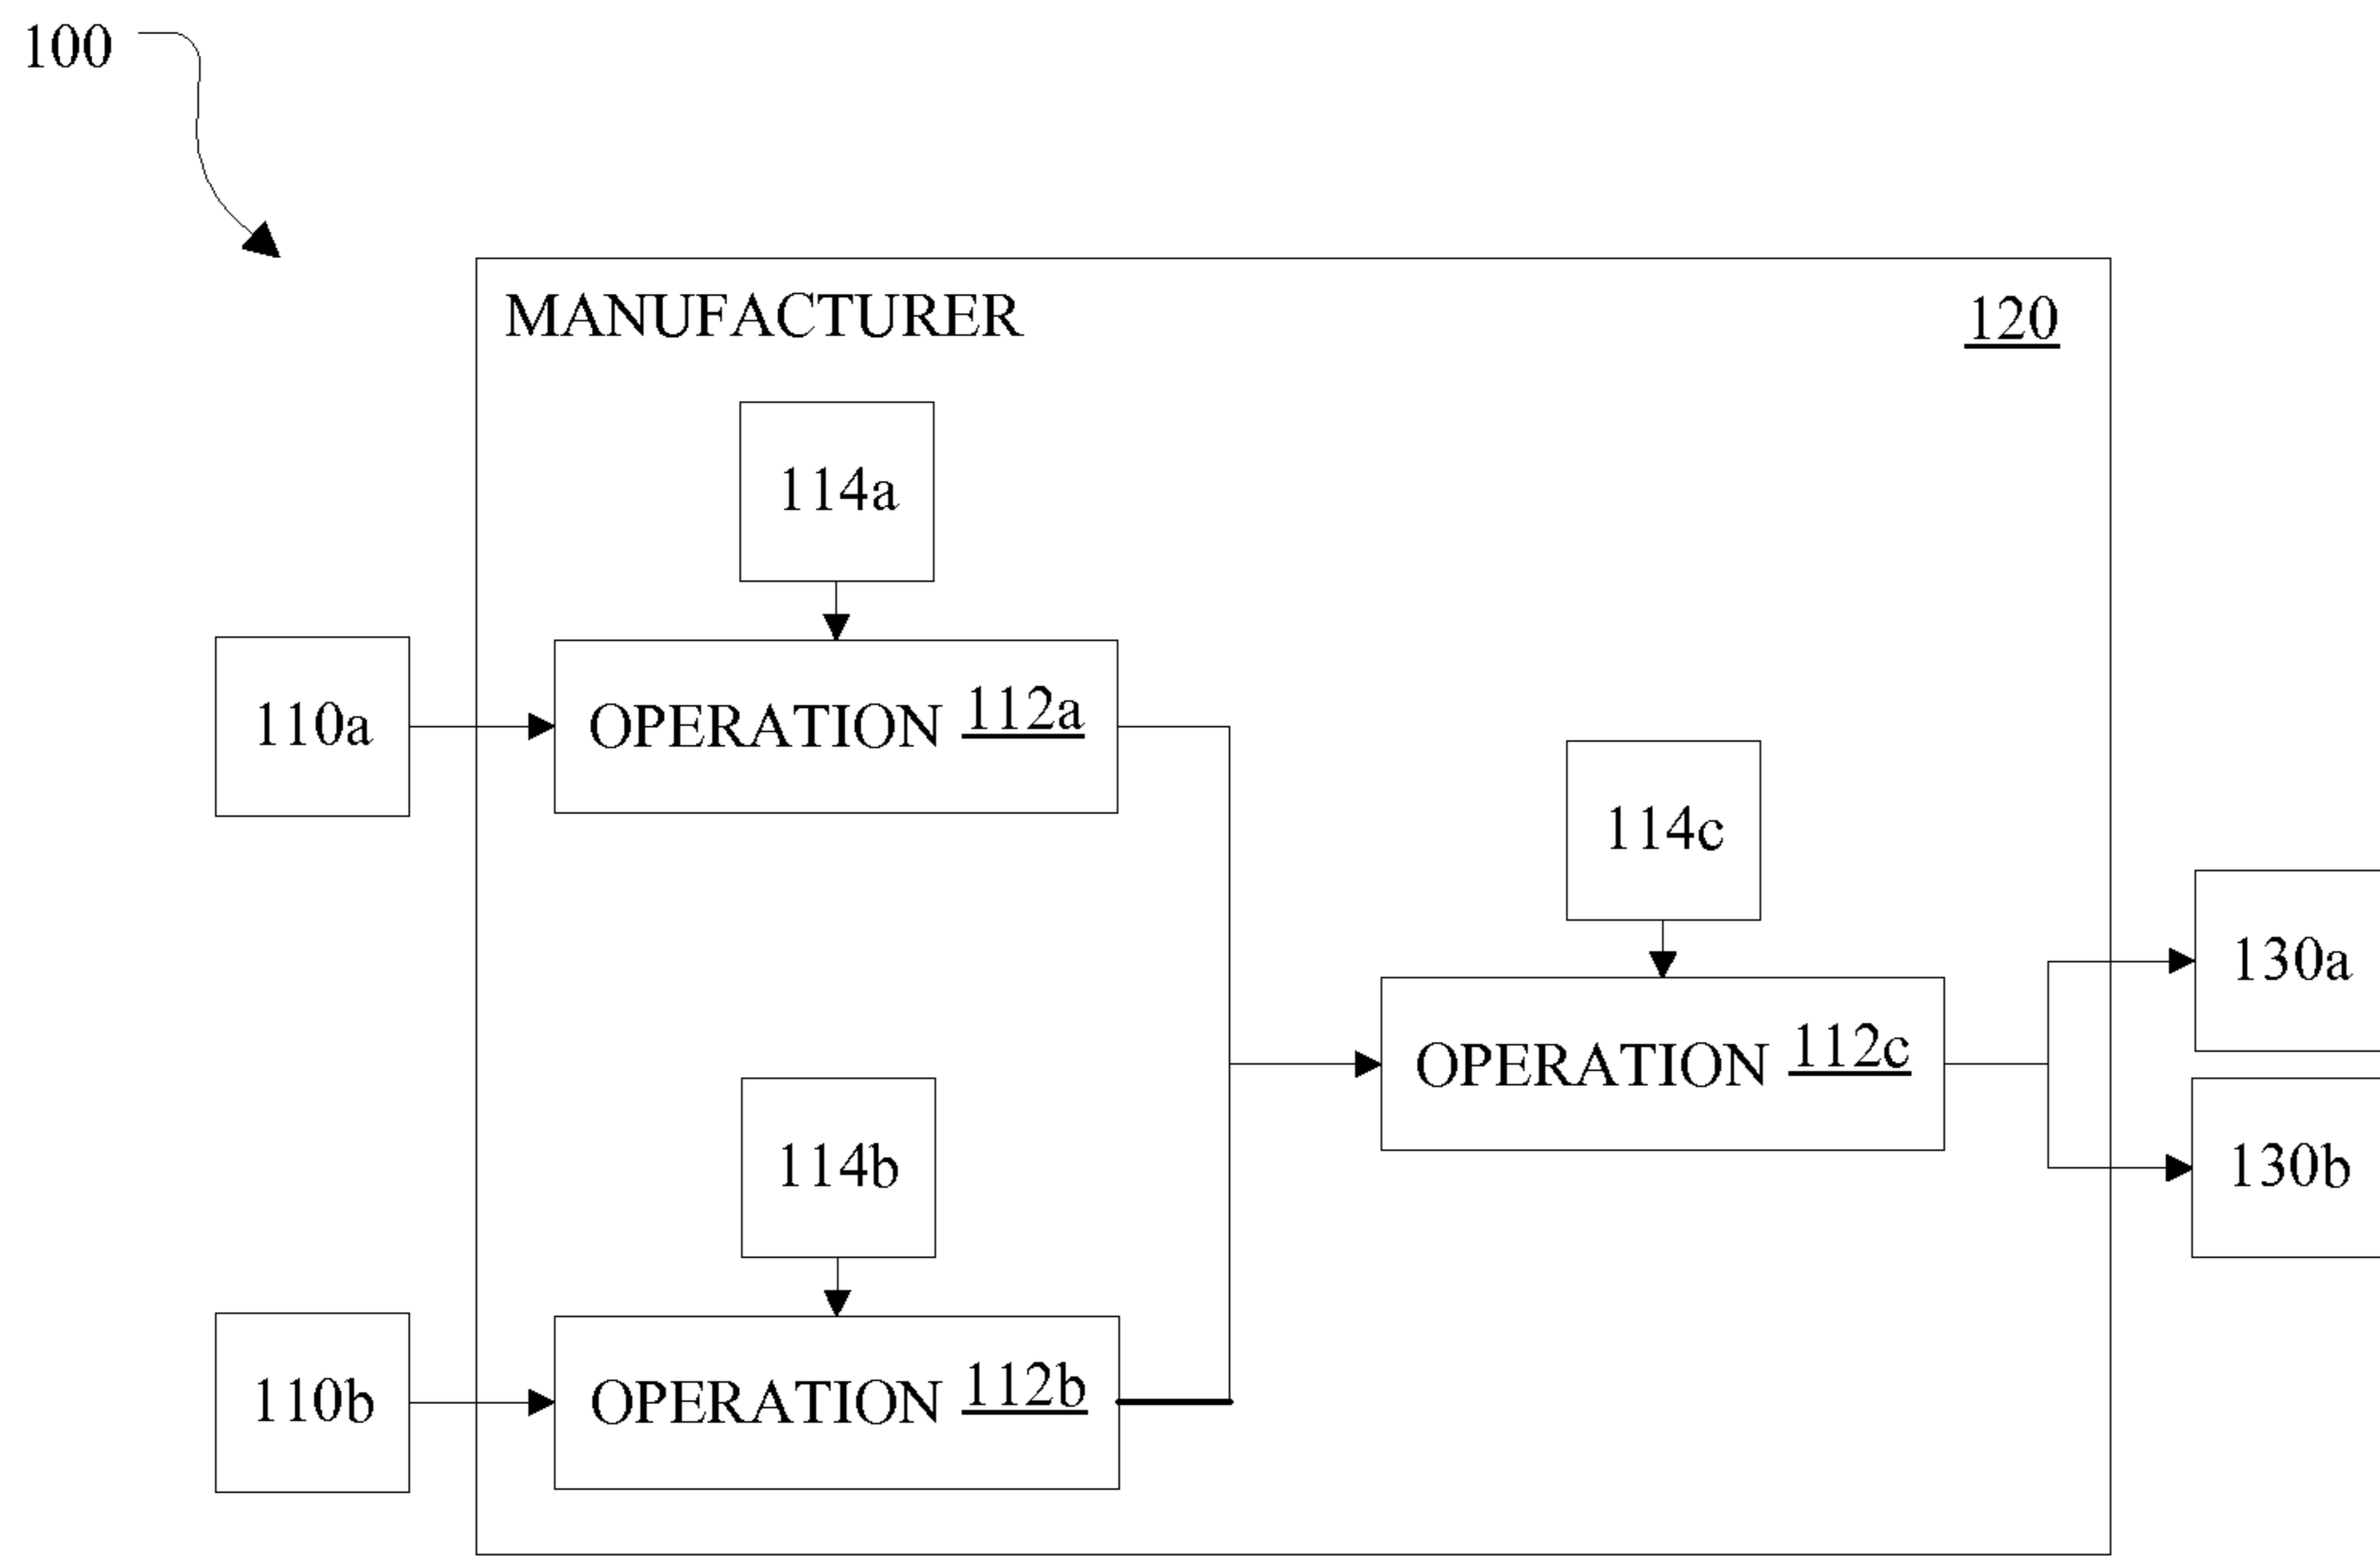 100
MANUFACTURER 120
114a
110a
OPERATION 112a
114c
130a
OPERATION 112c
114b
130b
110b
OPERATION 112b